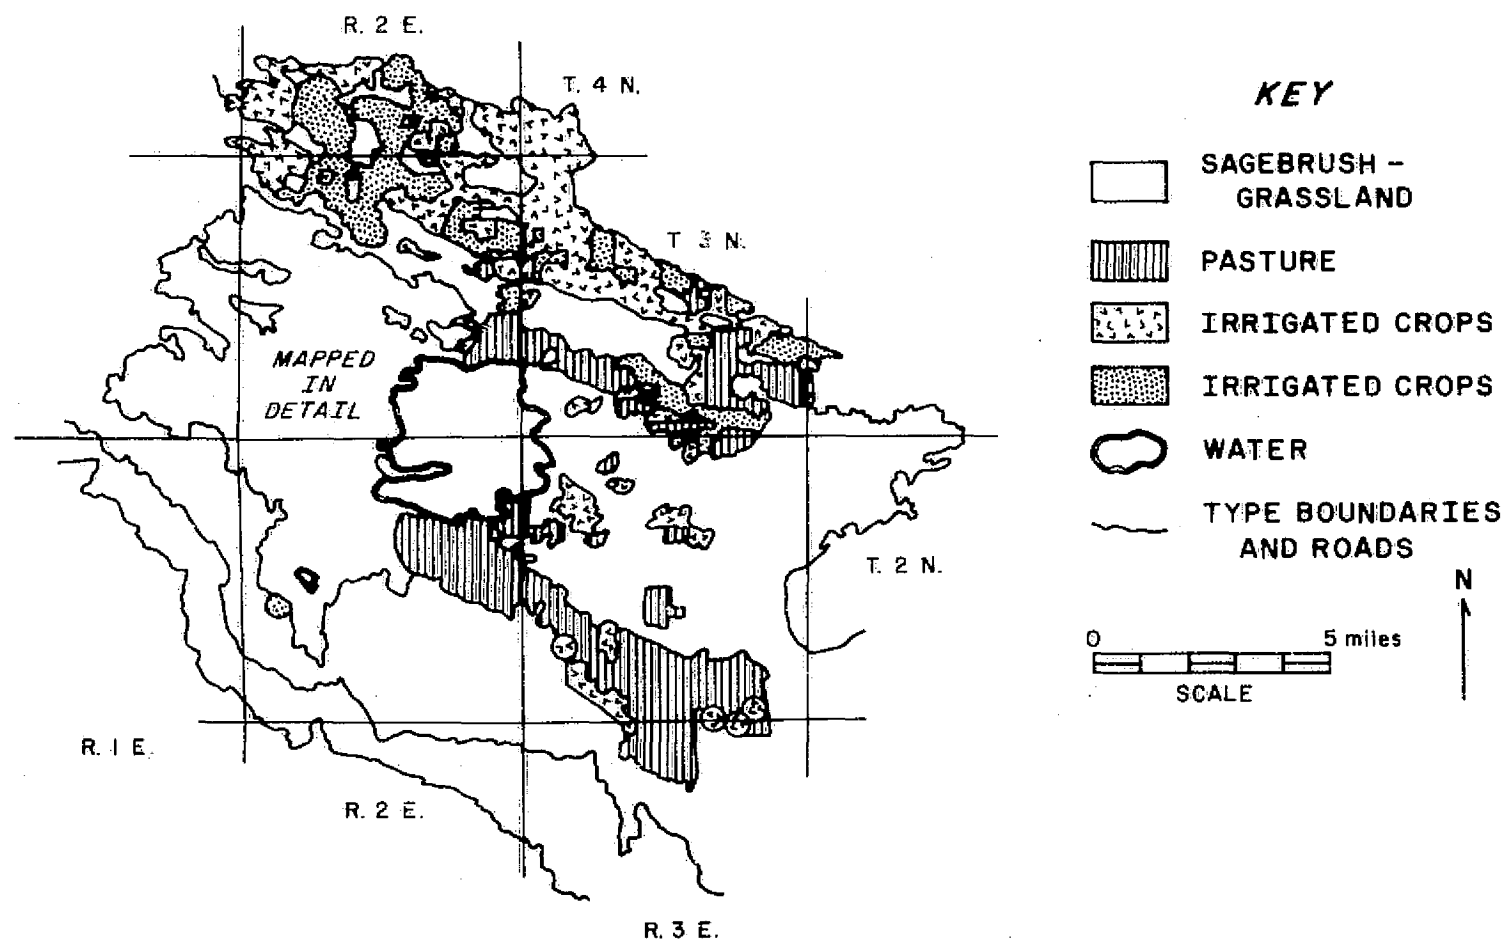 R. 2 E.
T. 4 N.
T 3 N.
MAPPED
IN
DETAIL
T. 2 N.
R. 1 E.
R. 2 E.
R. 3 E.
KEY
SAGEBRUSH -
GRASSLAND
PASTURE
IRRIGATED CROPS
IRRIGATED CROPS
WATER
TYPE BOUNDARIES
AND ROADS
N
0 5 miles
SCALE